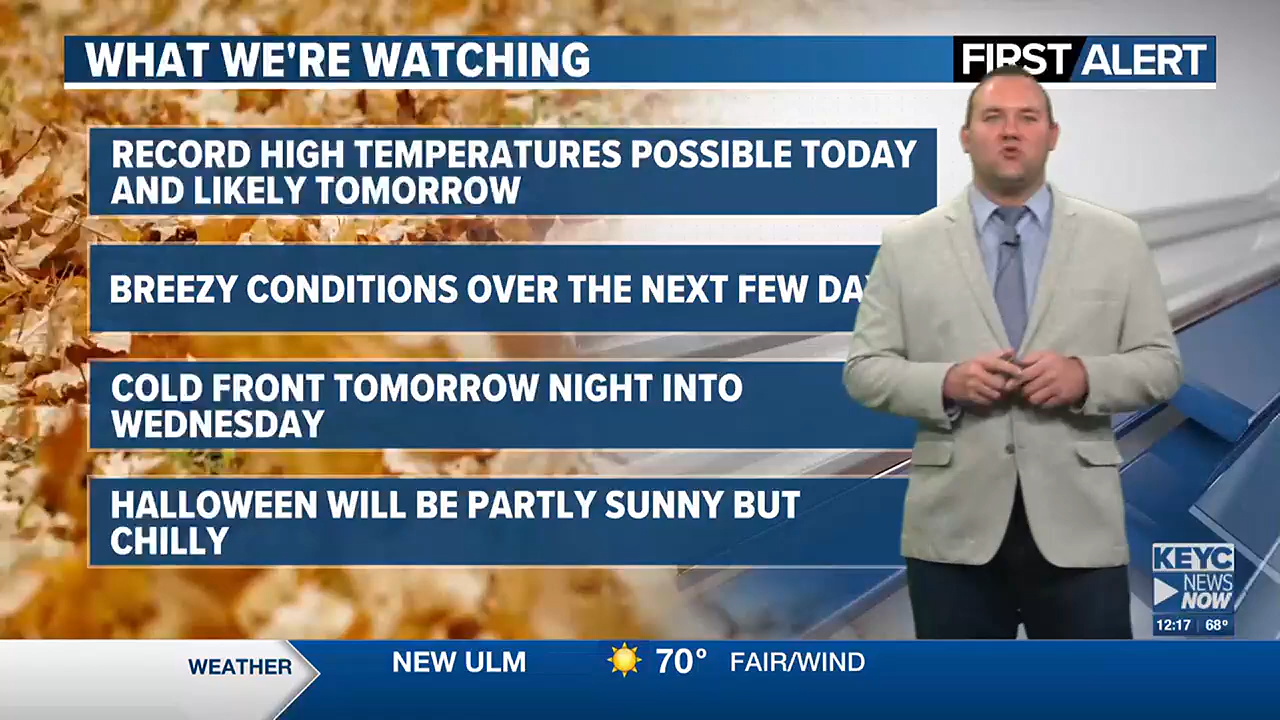 WHAT WE'RE WATCHING
FIRST ALERT
RECORD HIGH TEMPERATURES POSSIBLE TODAY
AND LIKELY TOMORROW
BREEZY CONDITIONS OVER THE NEXT FEW
COLD FRONT TOMORROW NIGHT INTO
WEDNESDAY
HALLOWEEN WILL BE PARTLY SUNNY BUT
CHILLY
KEYC
NEWS
NOW
12:17 68°
WEATHER
NEW ULM 70° FAIR/WIND